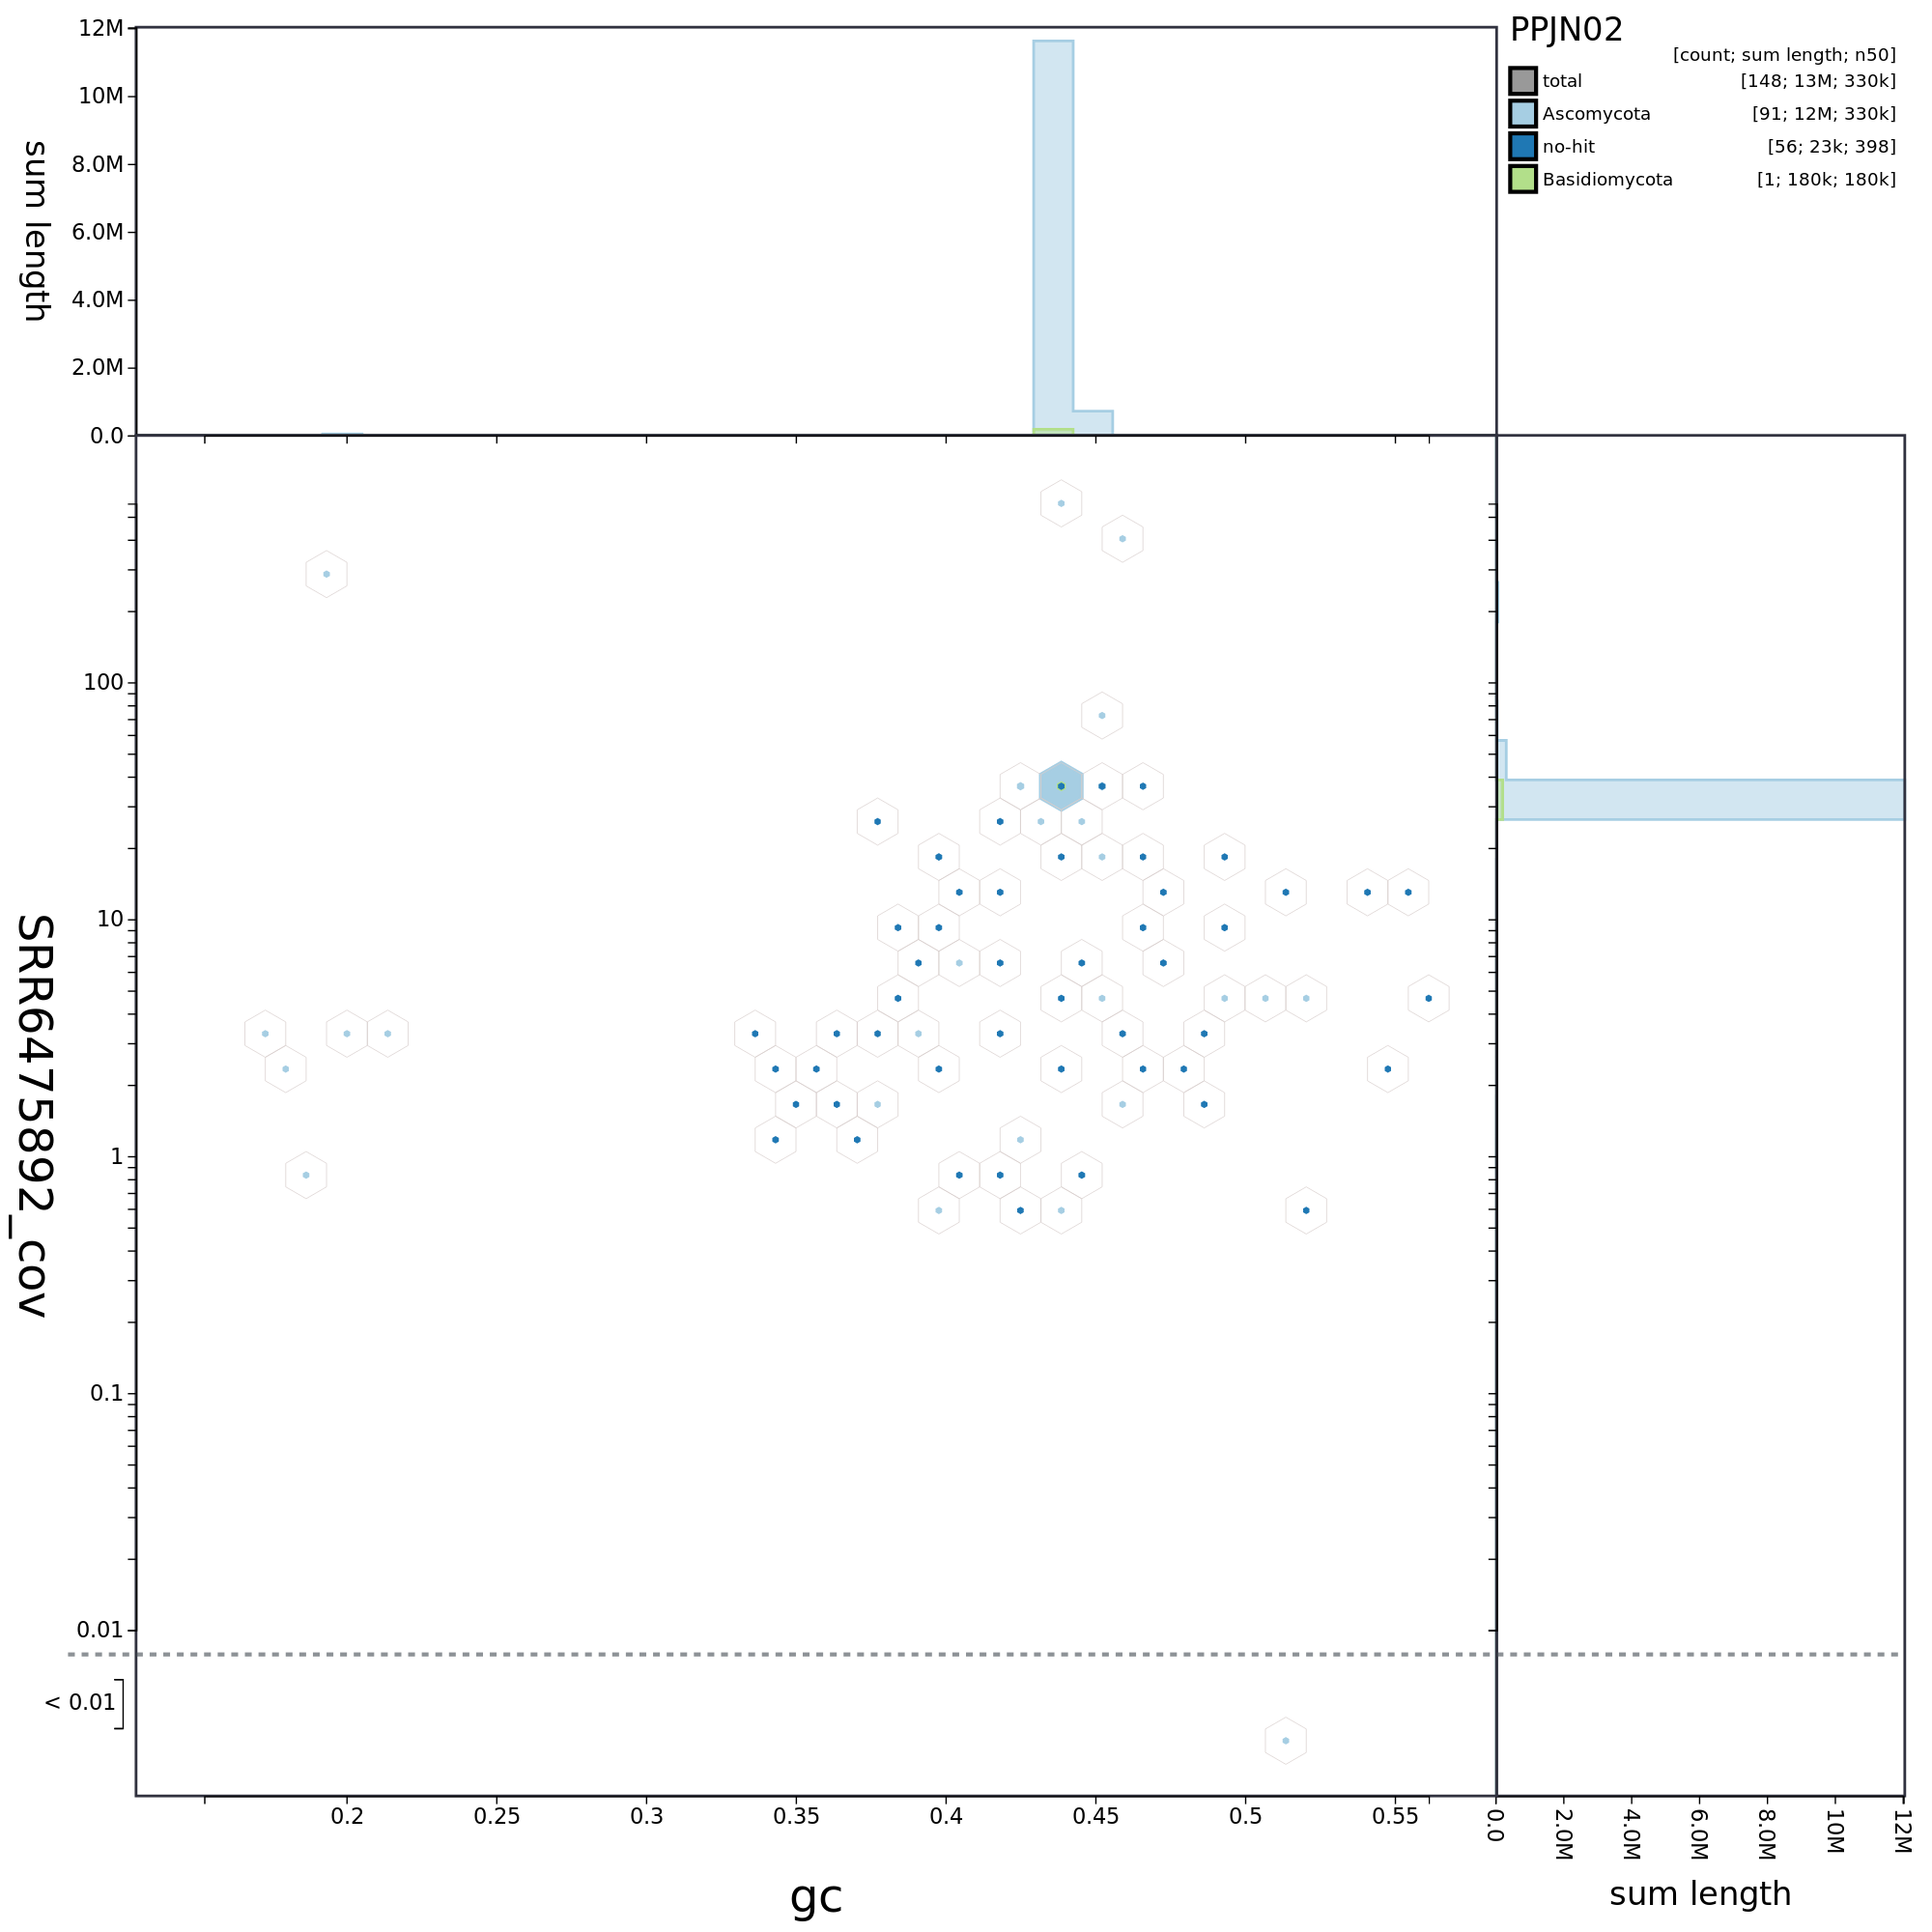 PPJN02
[count; sum length; n50]
total [148; 13M; 330k]
Ascomycota [91; 12M; 330k]
no-hit [56; 23k; 398]
Basidiomycota [1; 180k; 180k]
sum length
12M
10M
8.0M
6.0M
4.0M
2.0M
0.0
SRR6475892_cov
100
10
1
0.1
0.01
< 0.01
0.2 0.25 0.3 0.35 0.4 0.45 0.5 0.55
gc
0.0 2.0M 4.0M 6.0M 8.0M 10M 12M
sum length